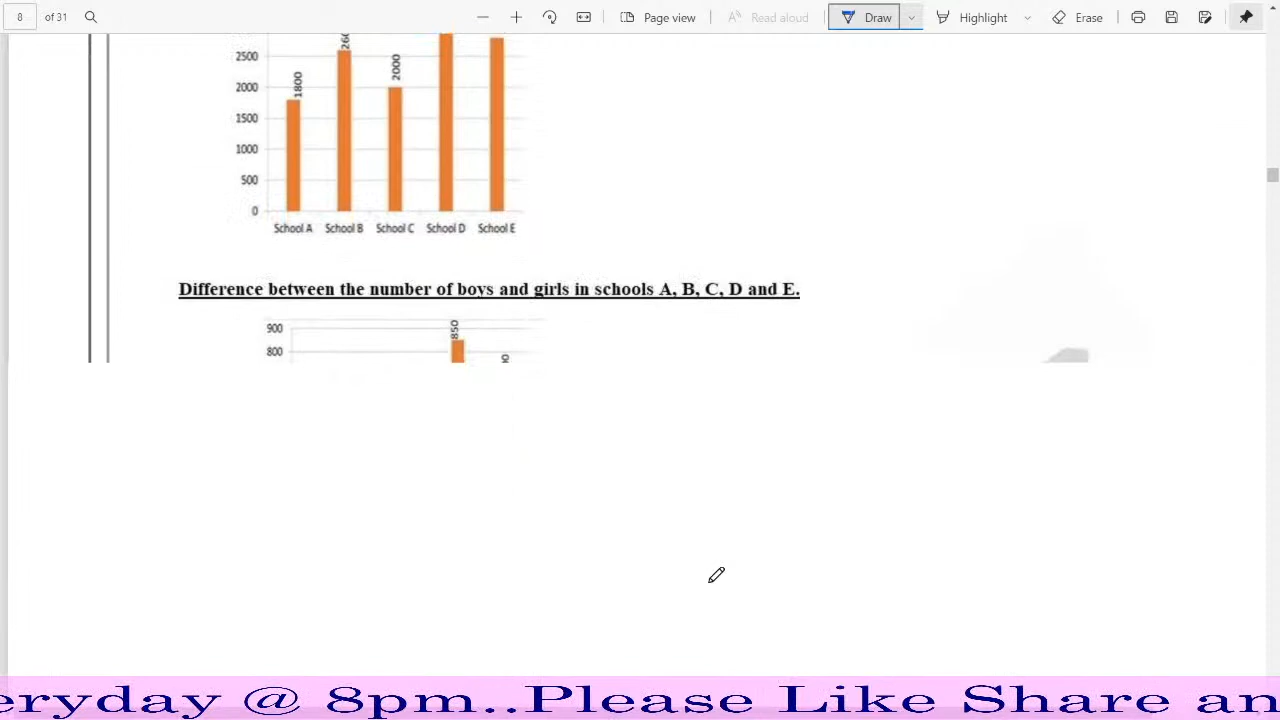 8 of 31 Page view Read aloud Draw Highlight Erase
2500
2000
1500
1000
500
0
1800
2000
School A School B School C School D School E
Difference between the number of boys and girls in schools A, B, C, D and E.
900
800
850
eryday @ 8pm..Please Like Share an